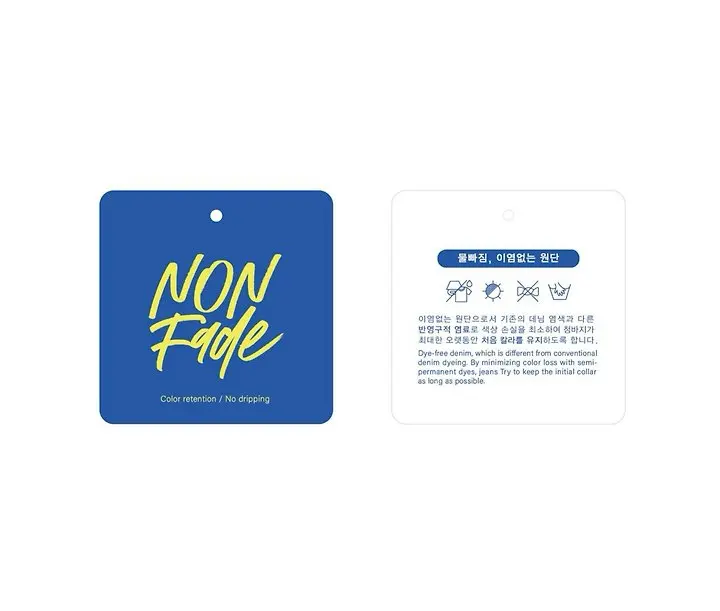 NON
Fade
Color retention / No dripping
물빠짐, 이염없는 원단
이염없는 원단으로서 기존의 데님 염색과 다른
반영구적 염료로 색상 손실을 최소하여 청바지가
최대한 오랫동안 처음 칼라를 유지하도록 합니다.
Dye-free denim, which is different from conventional
denim dyeing. By minimizing color loss with semi-
permanent dyes, jeans Try to keep the initial collar
as long as possible.